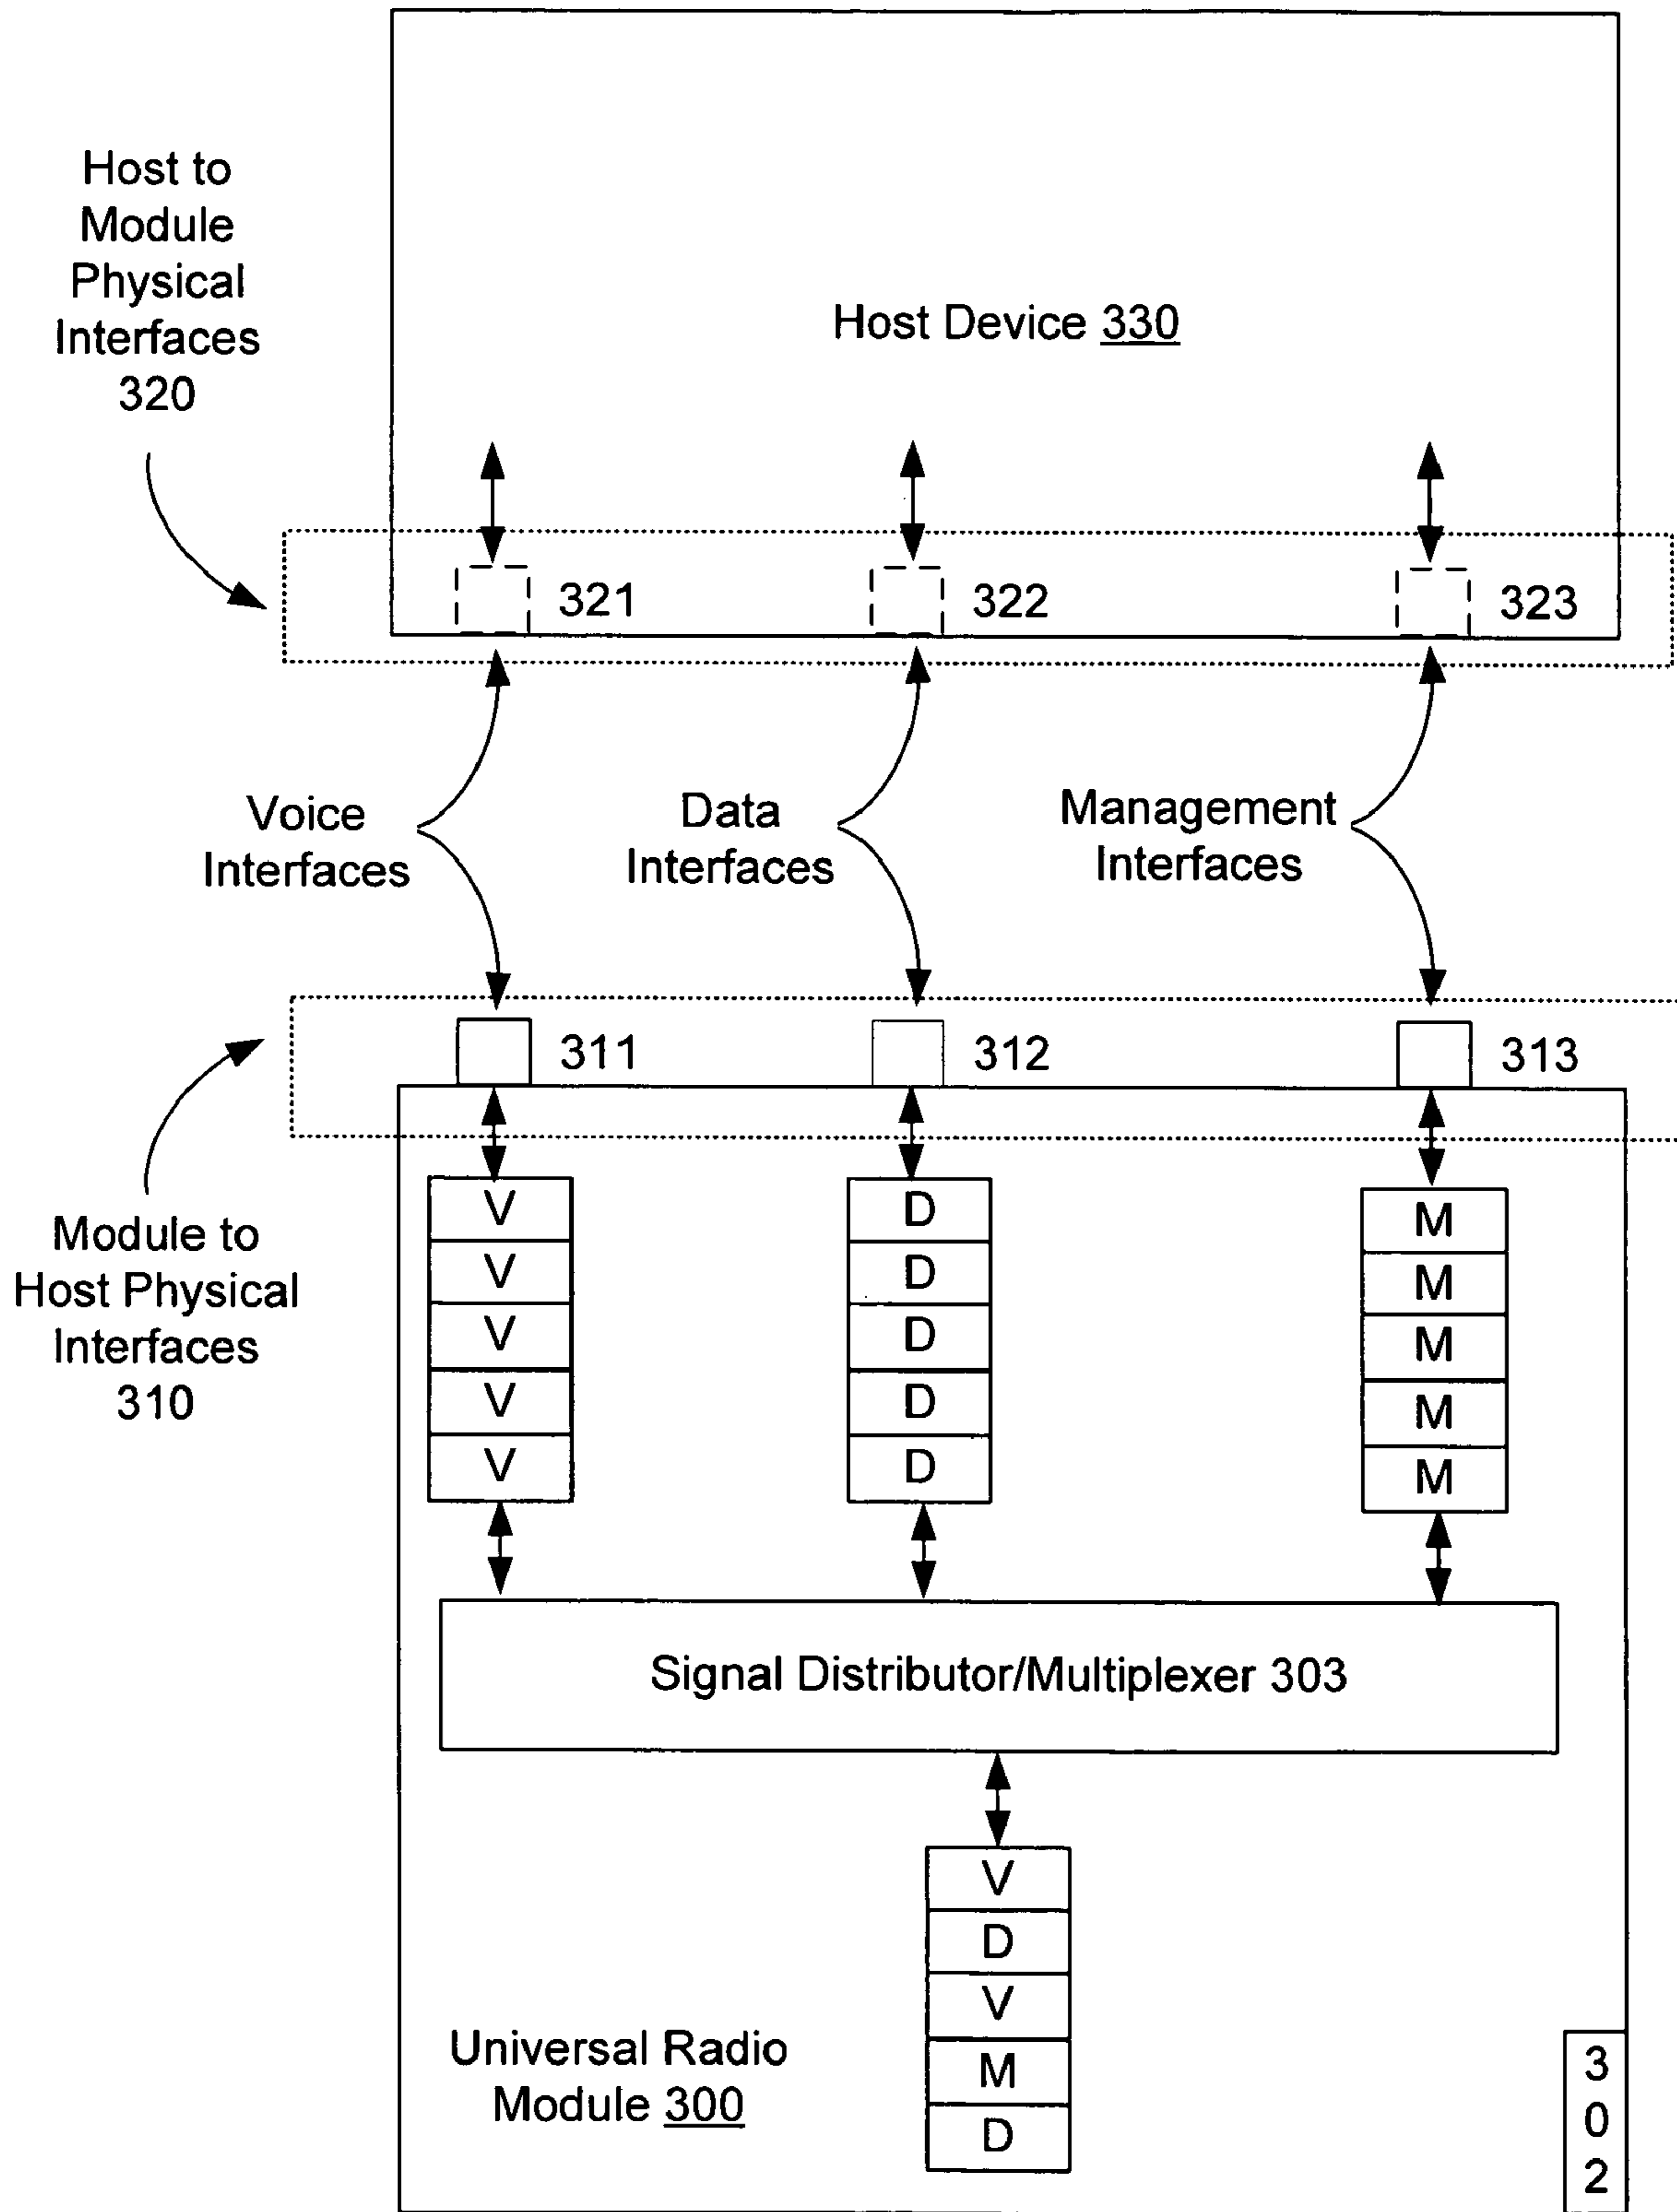 Host to
Module
Physical
Interfaces
320
Host Device 330
321
322
323
Voice
Interfaces
Data
Interfaces
Management
Interfaces
311
312
313
Module to
Host Physical
Interfaces
310
V
V
V
V
V
D
D
D
D
D
M
M
M
M
M
Signal Distributor/Multiplexer 303
V
D
V
M
D
Universal Radio
Module 300
3
0
2